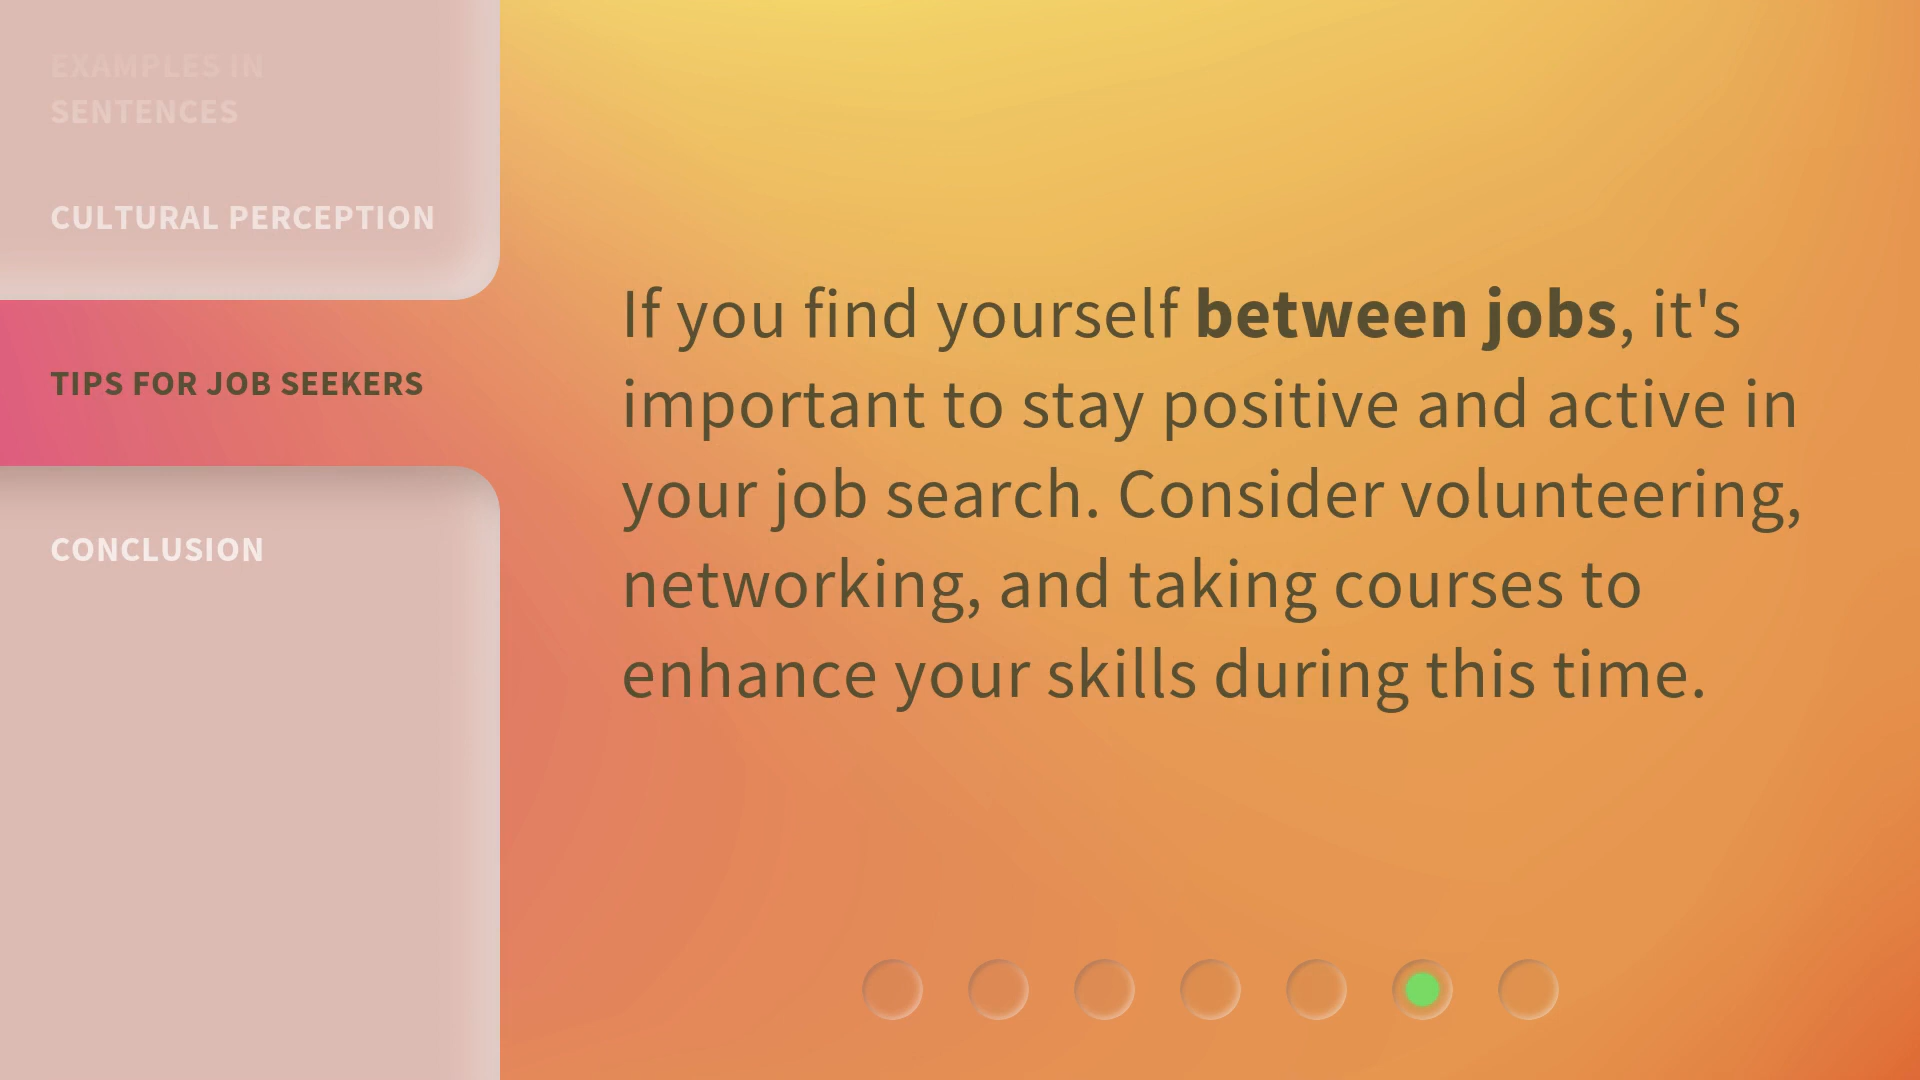 EXAMPLES IN
SENTENCES
CULTURAL PERCEPTION
TIPS FOR JOB SEEKERS
CONCLUSION
If you find yourself between jobs, it's
important to stay positive and active in
your job search. Consider volunteering,
networking, and taking courses to
enhance your skills during this time.